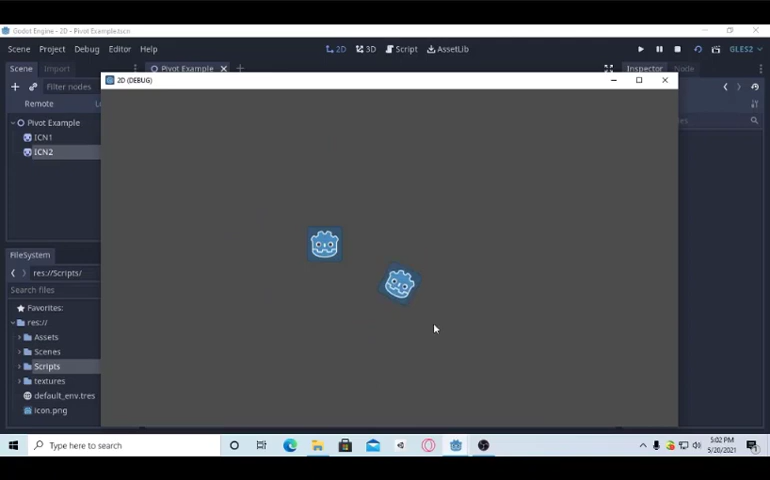 Godot Engine - 2D - Pivot Example.tscn
Scene Project Debug Editor Help
2D 3D Script AssetLib
GLES2
Scene Import
Pivot Example
Inspector Node
Filter nodes
2D (DEBUG)
Remote
Pivot Example
ICN1
ICN2
FileSystem
res://Scripts/
Search files
Favorites:
res://
Assets
Scenes
Scripts
textures
default_env.tres
icon.png
Type here to search
5:02 PM
5/20/2021